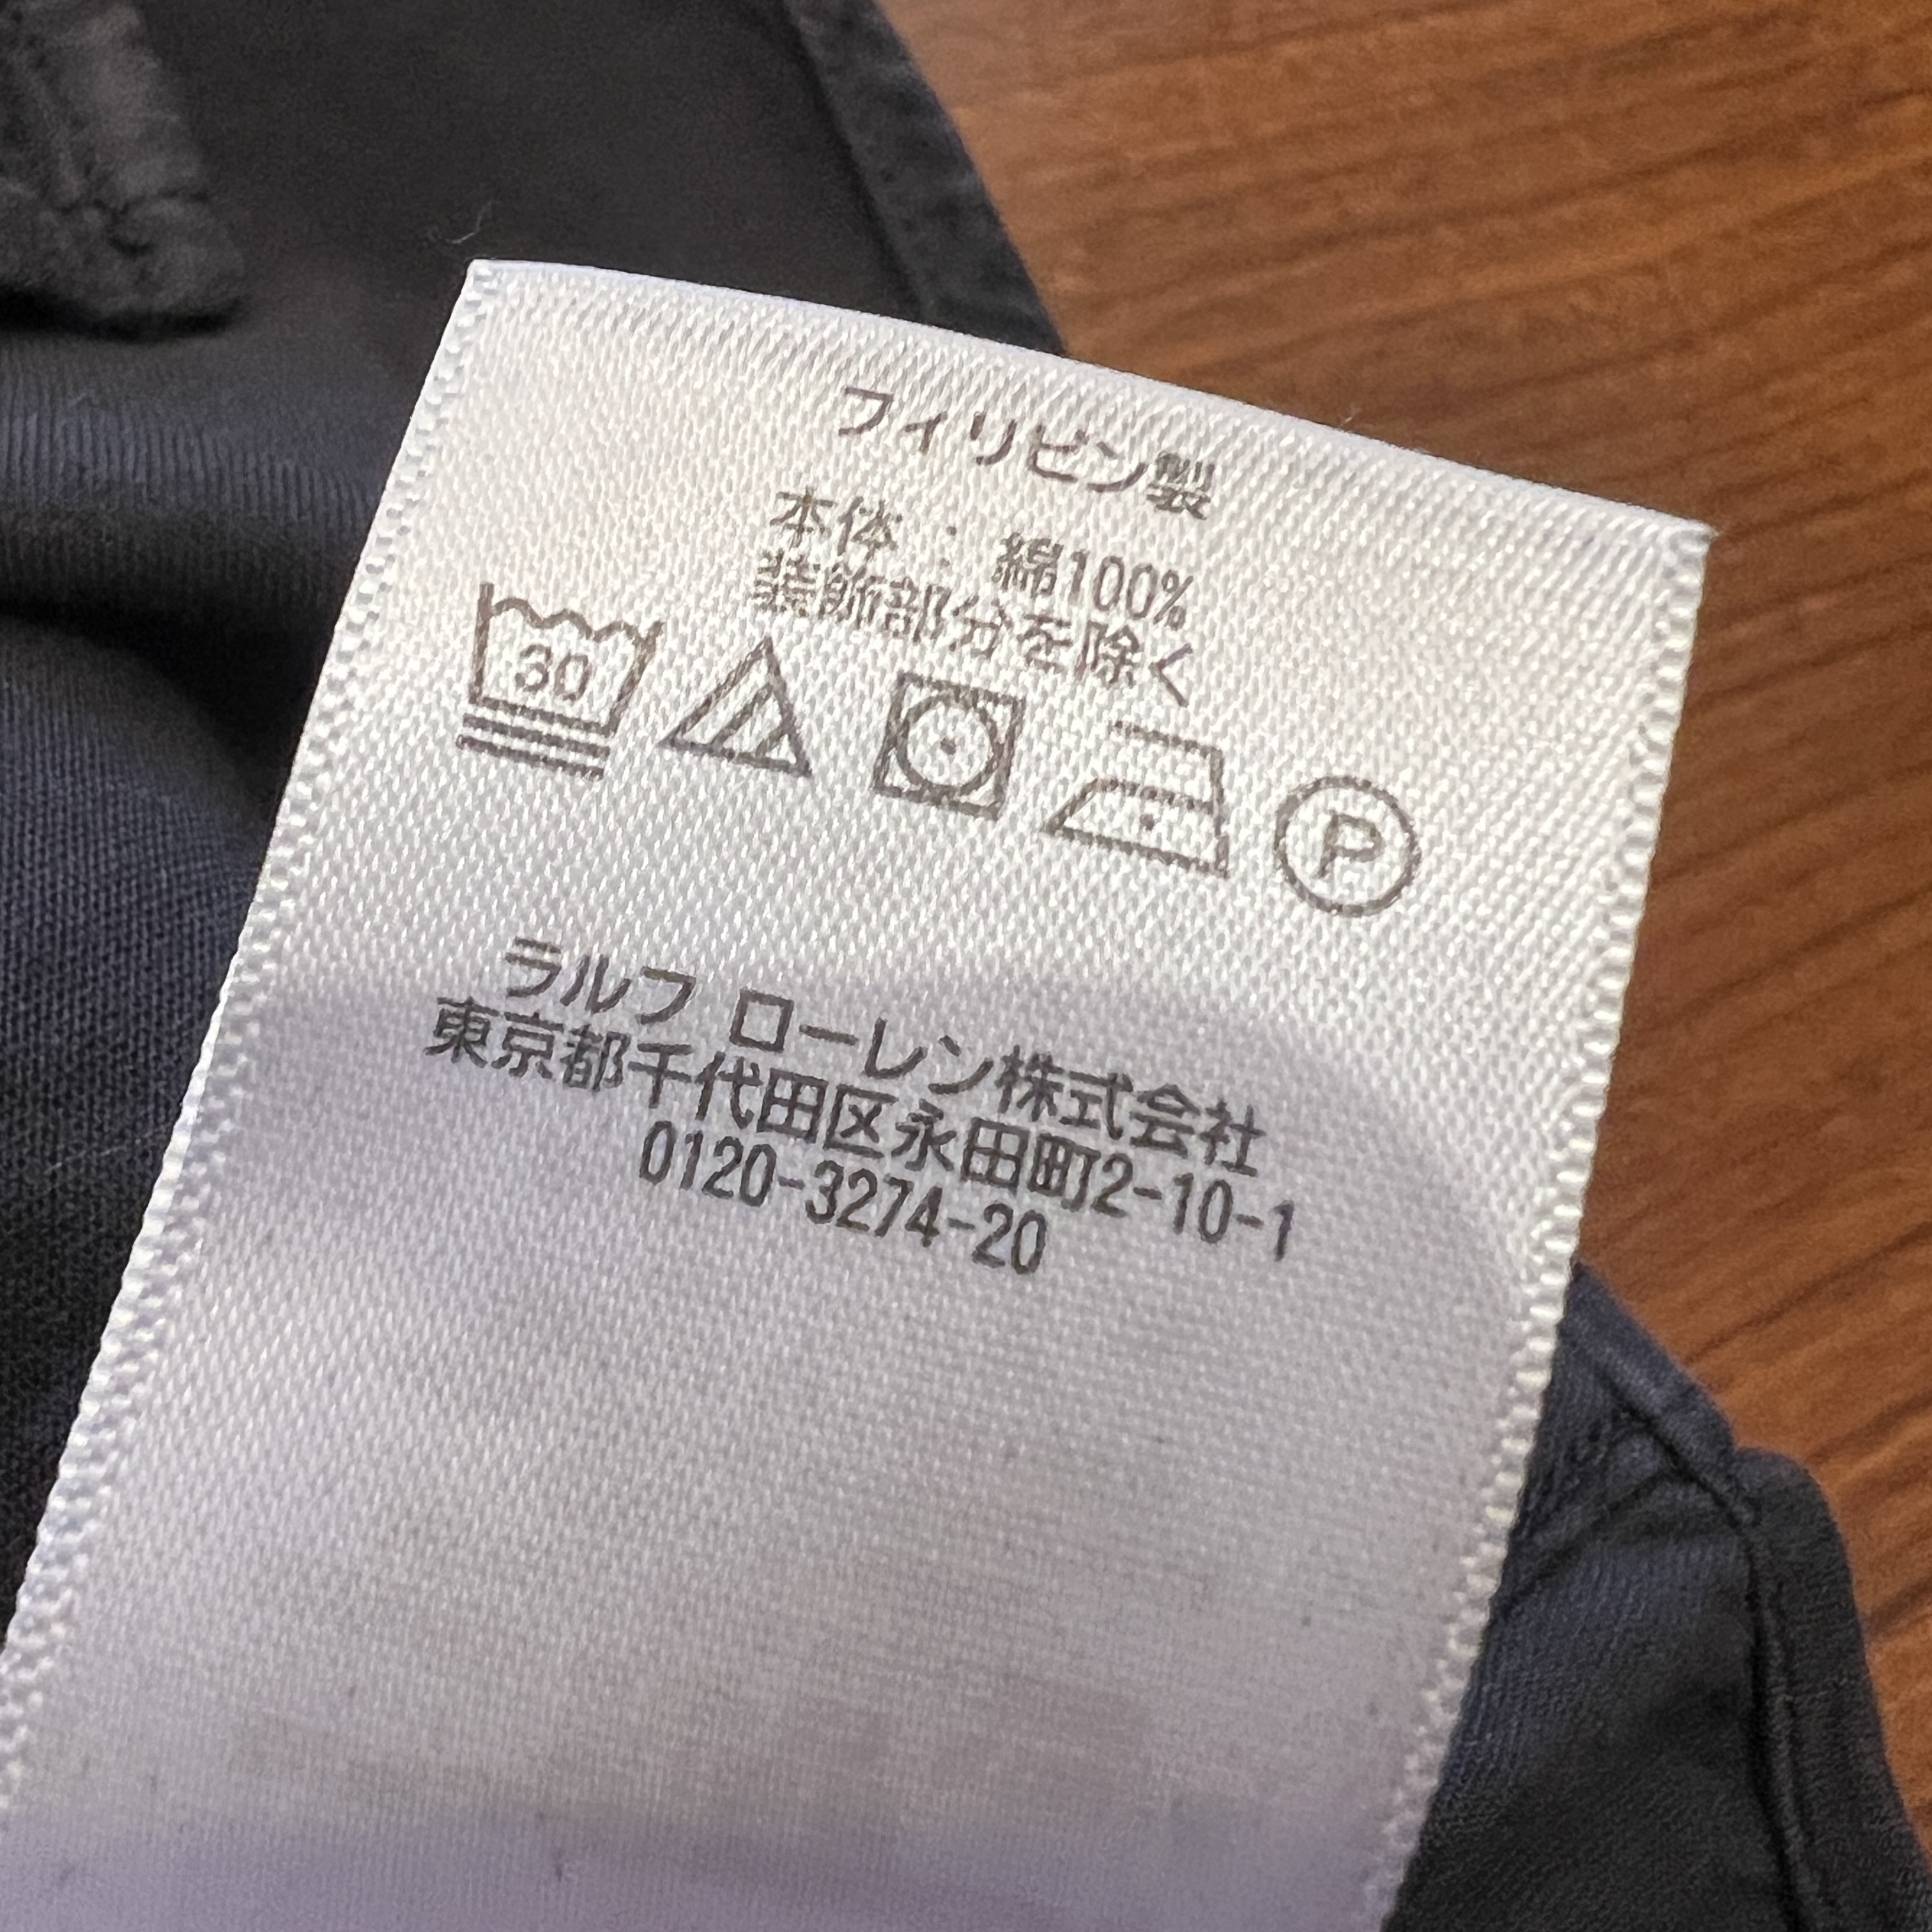 フィリピン製
本体 : 綿100%
装飾部分を除く
30
P
ラルフ ローレン株式会社
東京都千代田区永田町2-10-1
0120-3274-20